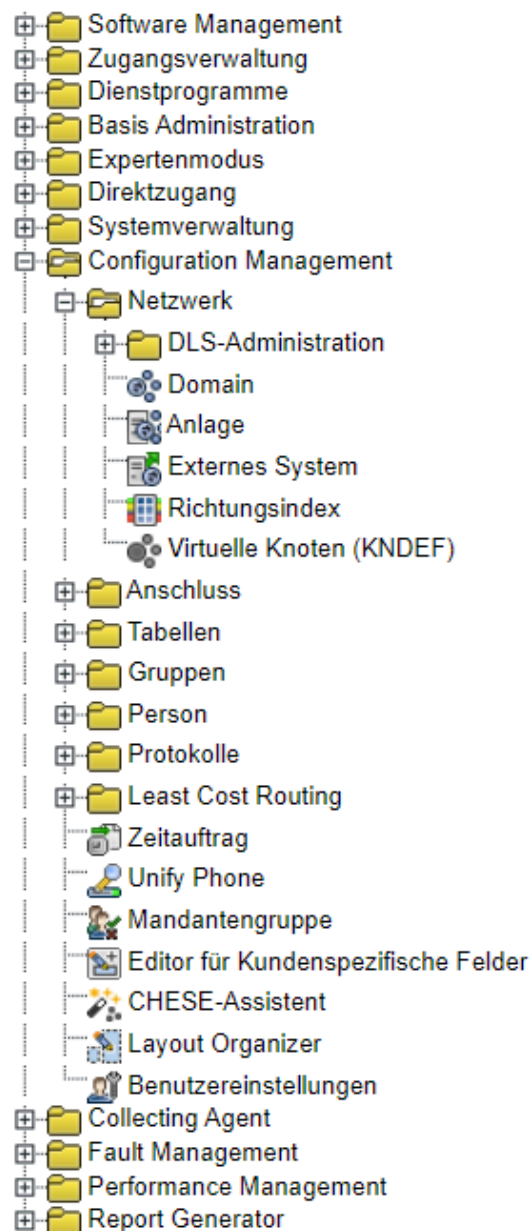 Software Management
Zugangsverwaltung
Dienstprogramme
Basis Administration
Expertenmodus
Direktzugang
Systemverwaltung
Configuration Management
Netzwerk
DLS-Administration
Domain
Anlage
Externes System
Richtungsindex
Virtuelle Knoten (KNDEF)
Anschluss
Tabellen
Gruppen
Person
Protokolle
Least Cost Routing
Zeitauftrag
Unify Phone
Mandantengruppe
Editor für Kundenspezifische Felder
CHESE-Assistent
Layout Organizer
Benutzereinstellungen
Collecting Agent
Fault Management
Performance Management
Report Generator